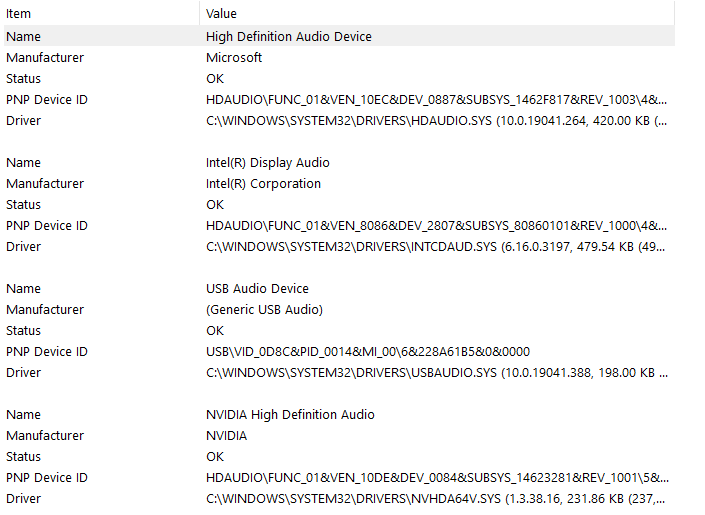 Item Value
Name High Definition Audio Device
Manufacturer Microsoft
Status OK
PNP Device ID HDAUDIO\FUNC_01&VEN_10EC&DEV_0887&SUBSYS_1462F817&REV_1003\4&...
Driver C:\WINDOWS\SYSTEM32\DRIVERS\HDAUDIO.SYS (10.0.19041.264, 420.00 KB (...
Name Intel(R) Display Audio
Manufacturer Intel(R) Corporation
Status OK
PNP Device ID HDAUDIO\FUNC_01&VEN_8086&DEV_2807&SUBSYS_80860101&REV_1000\4&...
Driver C:\WINDOWS\SYSTEM32\DRIVERS\INTCDAUD.SYS (6.16.0.3197, 479.54 KB (49...
Name USB Audio Device
Manufacturer (Generic USB Audio)
Status OK
PNP Device ID USB\VID_0D8C&PID_0014&MI_00\6&228A61B5&0&0000
Driver C:\WINDOWS\SYSTEM32\DRIVERS\USBAUDIO.SYS (10.0.19041.388, 198.00 KB ...
Name NVIDIA High Definition Audio
Manufacturer NVIDIA
Status OK
PNP Device ID HDAUDIO\FUNC_01&VEN_10DE&DEV_0084&SUBSYS_14623281&REV_1001\5&...
Driver C:\WINDOWS\SYSTEM32\DRIVERS\NVHDA64V.SYS (1.3.38.16, 231.86 KB (237,...